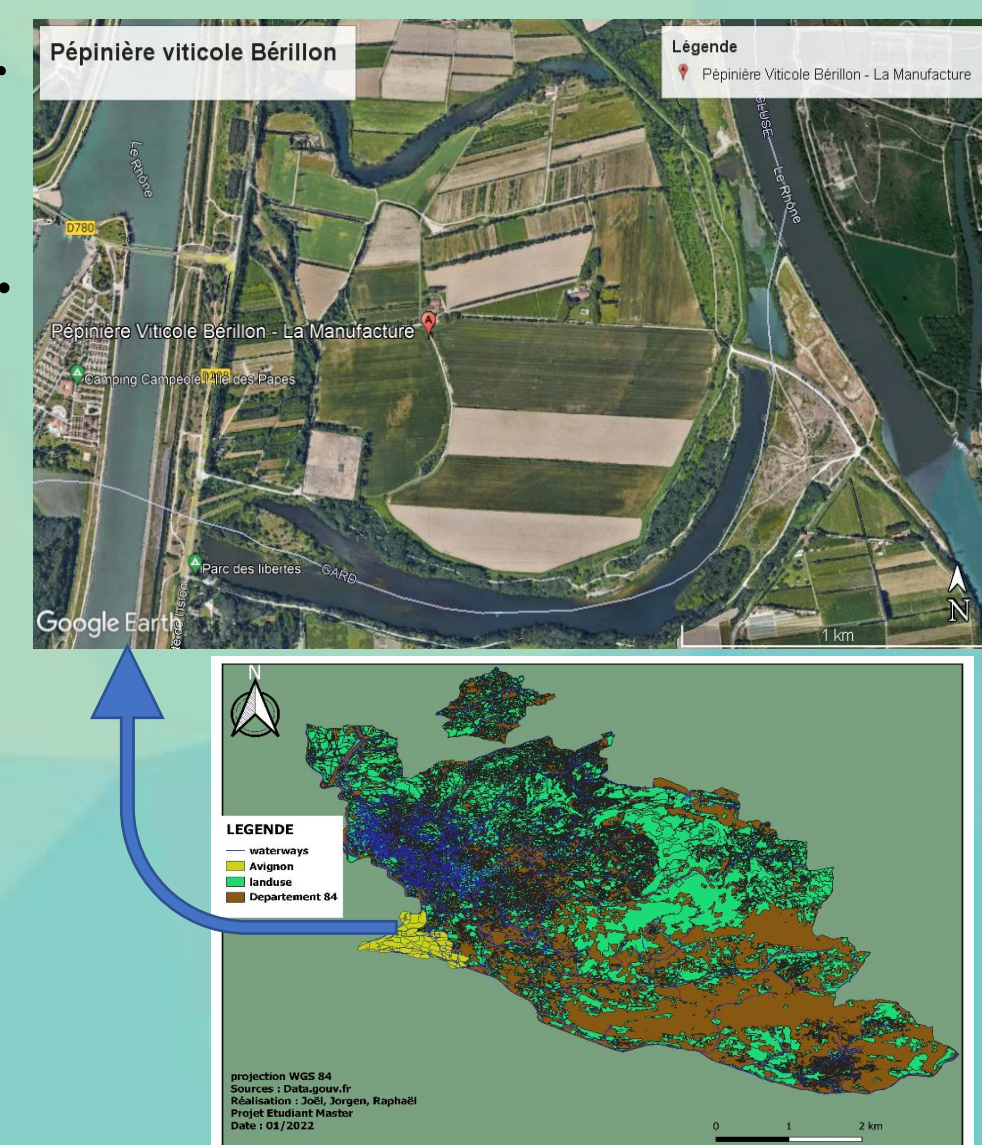 Pépinière viticole Bérillon
Légende
Pépinière Viticole Bérillon - La Manufacture
Le Rhône
Le Rhône
D780
A
Pépinière Viticole Bérillon - La Manufacture
Camping Campéole l'Île des Papes
Parc des libertes
GARD
Google Earth
N
1 km
N
LEGENDE
waterways
Avignon
landuse
Departement 84
projection WGS 84
Sources : Data.gouv.fr
Réalisation : Joël, Jorgen, Raphaël
Projet Etudiant Master
Date : 01/2022
0 1 2 km